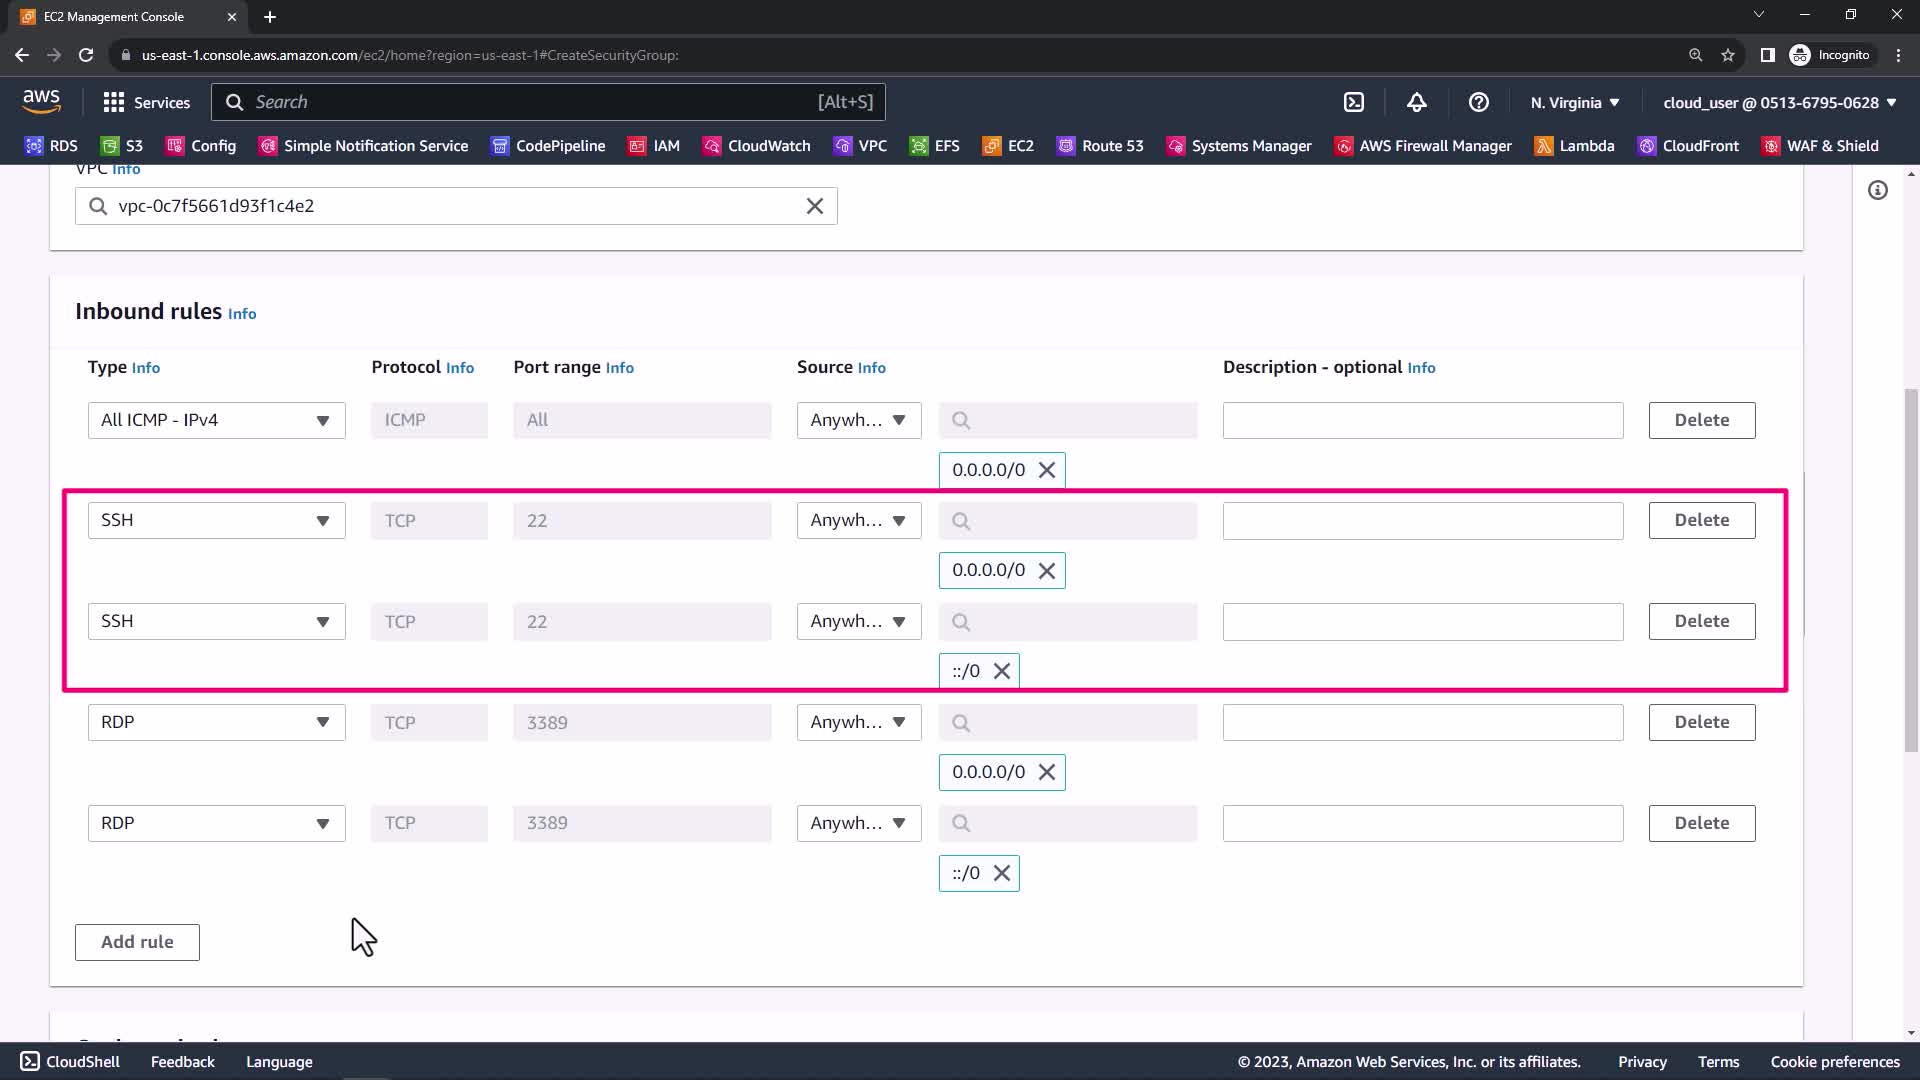 EC2 Management Console
us-east-1.console.aws.amazon.com/ec2/home?region=us-east-1#CreateSecurityGroup:
Incognito
aws
Services
Search
[Alt+S]
N. Virginia
cloud_user @ 0513-6795-0628
RDS S3 Config Simple Notification Service CodePipeline IAM CloudWatch VPC EFS EC2 Route 53 Systems Manager AWS Firewall Manager Lambda CloudFront WAF & Shield
VPC Info
vpc-0c7f5661d93f1c4e2
Inbound rules Info
Type Info Protocol Info Port range Info Source Info Description - optional Info
All ICMP - IPv4 ICMP All Anywh... Delete
0.0.0.0/0
SSH TCP 22 Anywh... Delete
0.0.0.0/0
SSH TCP 22 Anywh... Delete
::/0
RDP TCP 3389 Anywh... Delete
0.0.0.0/0
RDP TCP 3389 Anywh... Delete
::/0
Add rule
CloudShell Feedback Language © 2023, Amazon Web Services, Inc. or its affiliates. Privacy Terms Cookie preferences